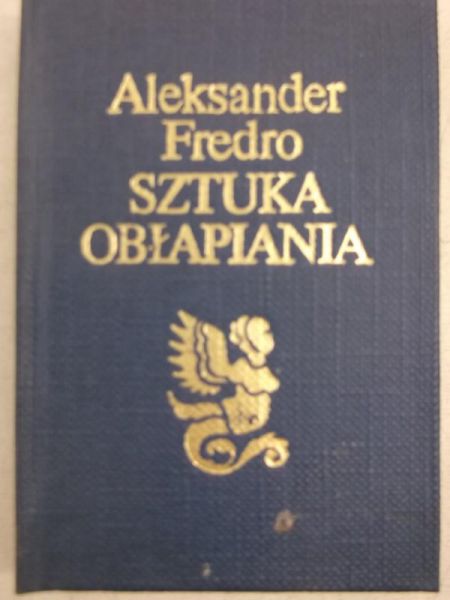 Aleksander
Fredro
SZTUKA
OBŁAPIANIA